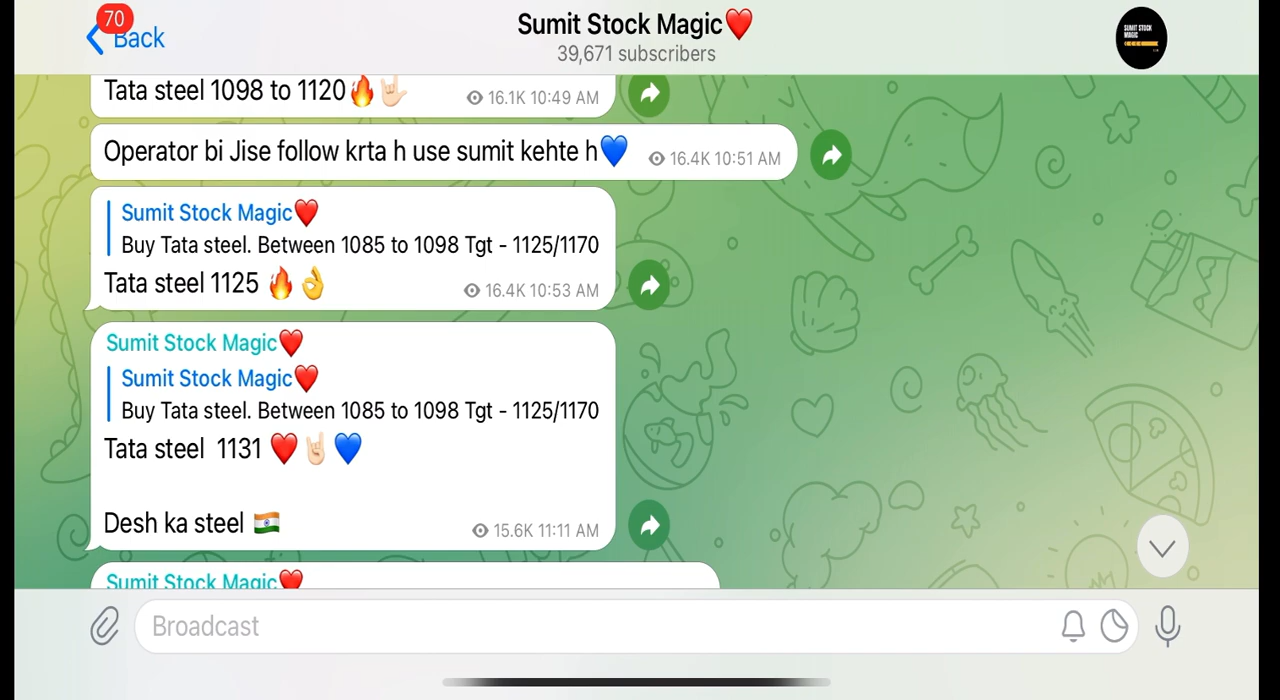 70
Back
Sumit Stock Magic❤️
39,671 subscribers
SUMIT STOCK
MAGIC
Tata steel 1098 to 1120🔥🤟🏻 16.1K 10:49 AM
Operator bi Jise follow krta h use sumit kehte h💙 16.4K 10:51 AM
Sumit Stock Magic❤️
Buy Tata steel. Between 1085 to 1098 Tgt - 1125/1170
Tata steel 1125 🔥👌 16.4K 10:53 AM
Sumit Stock Magic❤️
Sumit Stock Magic❤️
Buy Tata steel. Between 1085 to 1098 Tgt - 1125/1170
Tata steel  1131 ❤️🤘🏻💙
Desh ka steel 🇮🇳 15.6K 11:11 AM
Sumit Stock Magic❤️
Broadcast